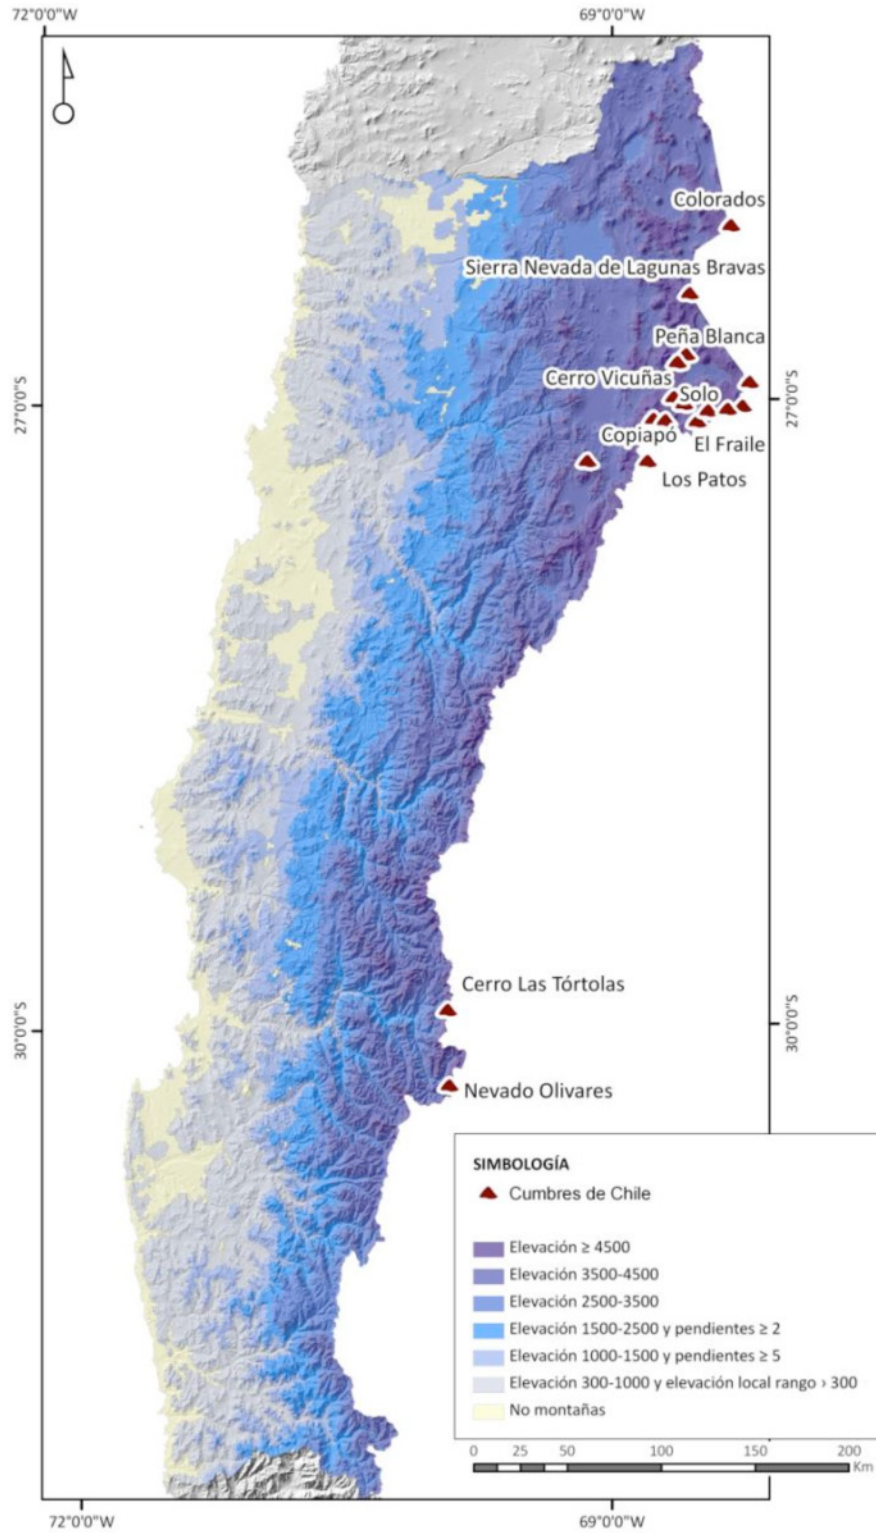 72°0'0"O
69°0'0"O
Colorados
Sierra Nevada de Lagunas Bravas
Peña Blanca
Cerro Vicuñas
Solo
27°0'0"S
27°0'0"S
Copiapó
El Fraile
Los Patos
Cerro Las Tórtolas
30°0'0"S
30°0'0"S
Nevado Olivares
SIMBOLOGÍA
Cumbres de Chile
Elevación ≥ 4500
Elevación 3500-4500
Elevación 2500-3500
Elevación 1500-2500 y pendientes ≥ 2
Elevación 1000-1500 y pendientes ≥ 5
Elevación 300-1000 y elevación local rango › 300
No montañas
0 25 50 100 150 200
Km
72°0'0"O
69°0'0"O